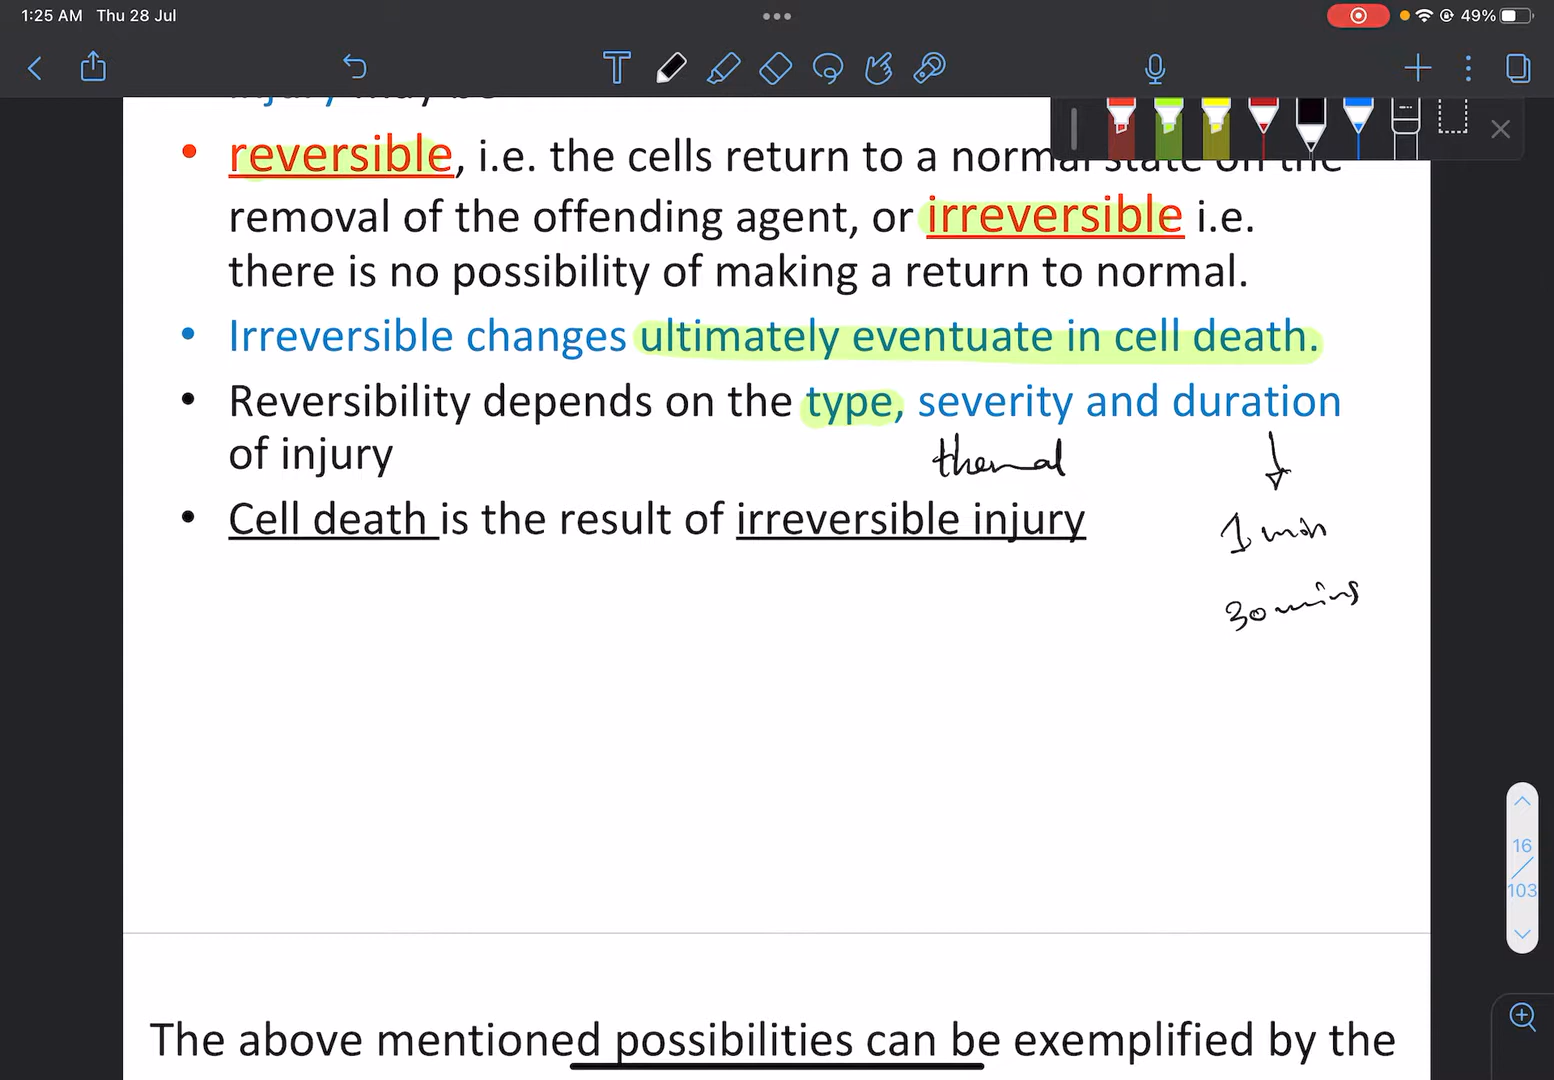 1:25 AM Thu 28 Jul
49%
reversible, i.e. the cells return to a normal state on the
removal of the offending agent, or irreversible i.e.
there is no possibility of making a return to normal.
Irreversible changes ultimately eventuate in cell death.
Reversibility depends on the type, severity and duration
of injury
thermal
Cell death is the result of irreversible injury
1 min
30 mins
16
103
The above mentioned possibilities can be exemplified by the